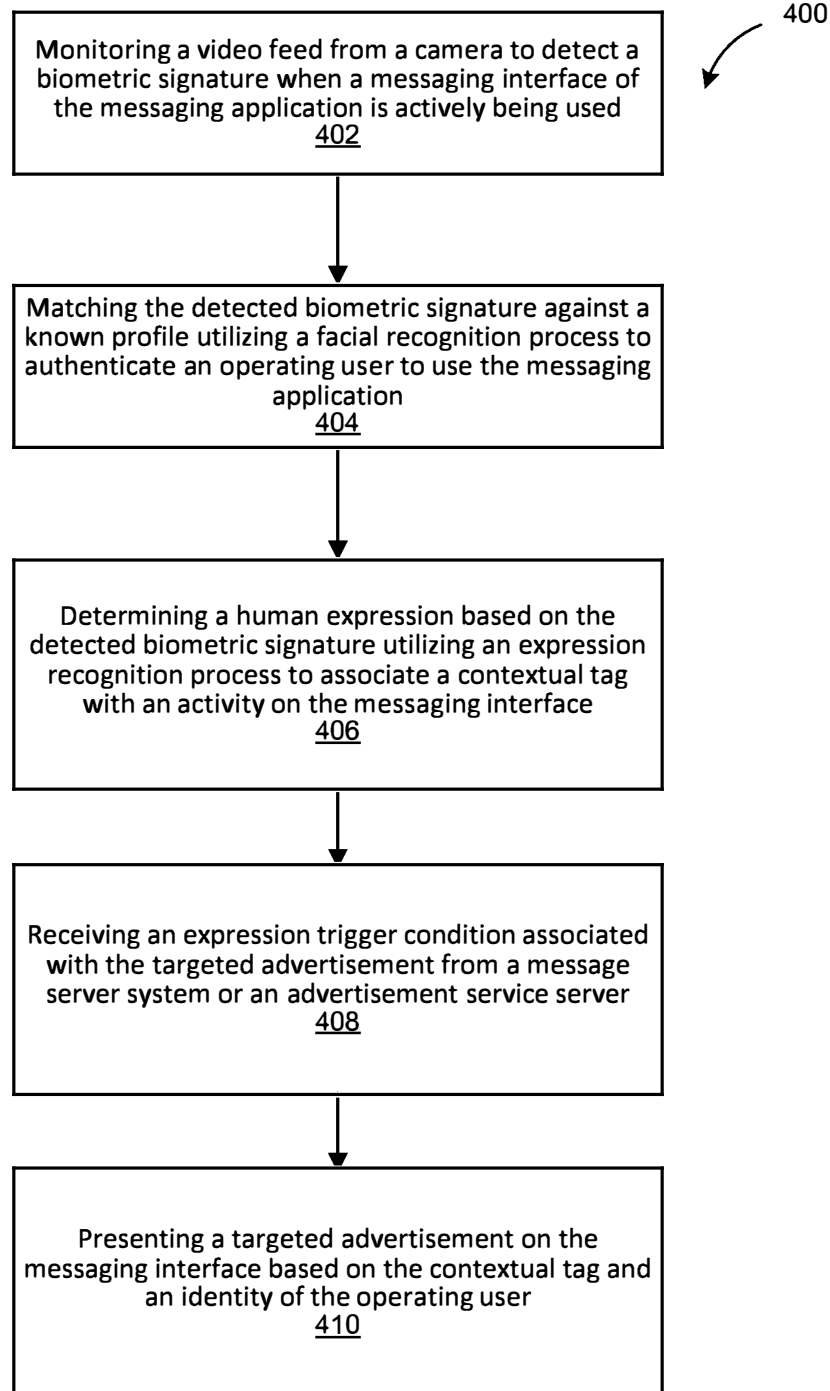 400
Monitoring a video feed from a camera to detect a
biometric signature when a messaging interface of
the messaging application is actively being used
402
Matching the detected biometric signature against a
known profile utilizing a facial recognition process to
authenticate an operating user to use the messaging
application
404
Determining a human expression based on the
detected biometric signature utilizing an expression
recognition process to associate a contextual tag
with an activity on the messaging interface
406
Receiving an expression trigger condition associated
with the targeted advertisement from a message
server system or an advertisement service server
408
Presenting a targeted advertisement on the
messaging interface based on the contextual tag and
an identity of the operating user
410